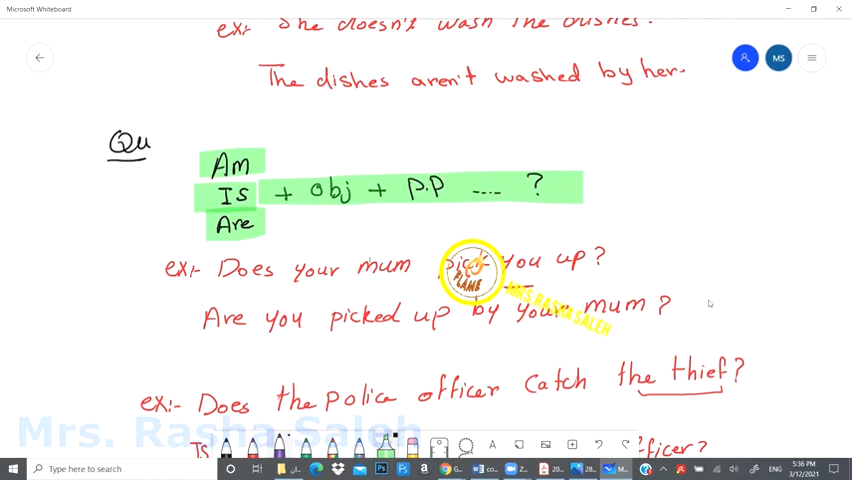 Microsoft Whiteboard
ex: She doesn't wash the dishes.
MS
The dishes aren't washed by her.
Qu
Am
Is + obj + p.p .... ?
Are
ex:- Does your mum pick you up?
FLAME
MRS.RASHA SALEH
Are you picked up by your mum?
ex:- Does the police officer catch the thief?
Mrs. Rasha Saleh
Is officer?
Type here to search
ENG
5:36 PM
3/12/2021